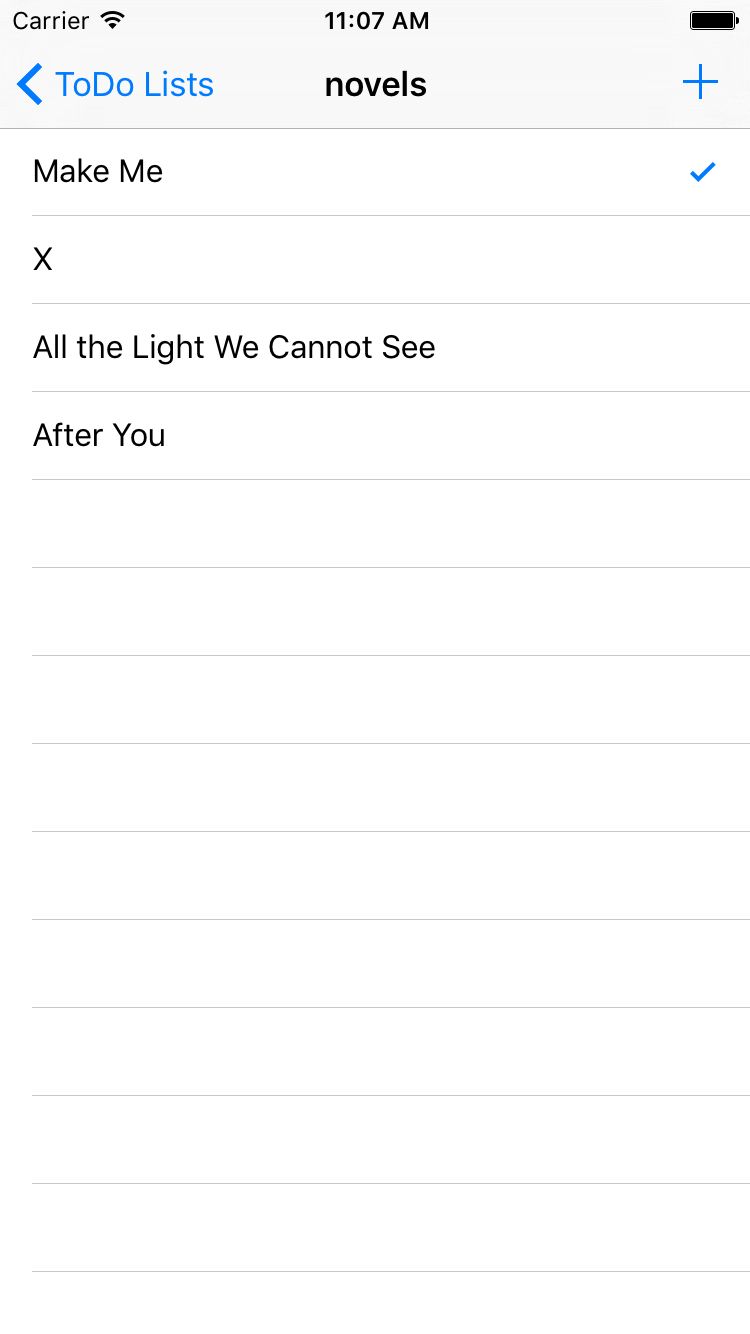 Carrier 11:07 AM
ToDo Lists novels
Make Me
X
All the Light We Cannot See
After You